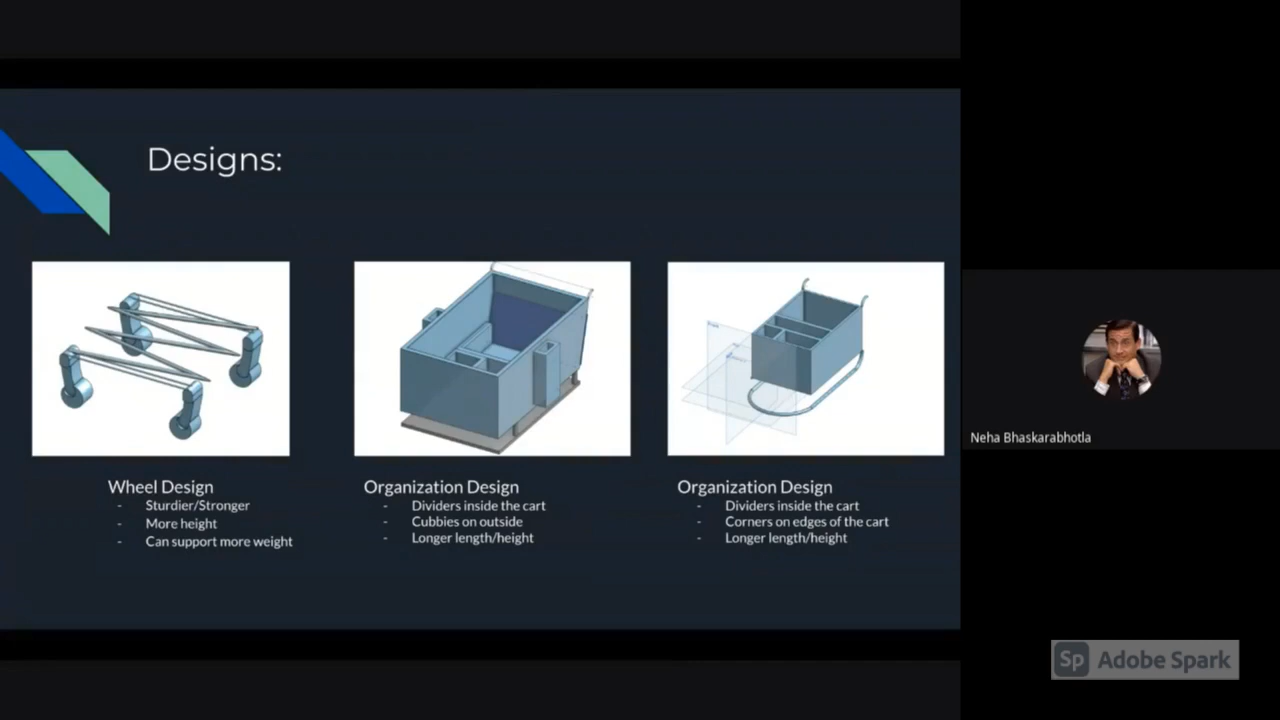 Designs:
Wheel Design
- Sturdier/Stronger
- More height
- Can support more weight
Organization Design
- Dividers inside the cart
- Cubbies on outside
- Longer length/height
Organization Design
- Dividers inside the cart
- Corners on edges of the cart
- Longer length/height
Neha Bhaskarabhotla
Sp Adobe Spark